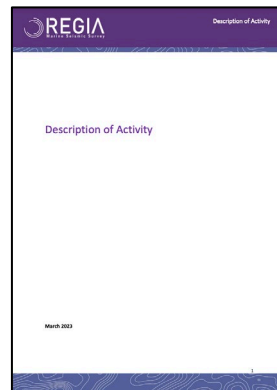 REGIA
Marine Seismic Survey
Description of Activity
Description of Activity
March 2023
1